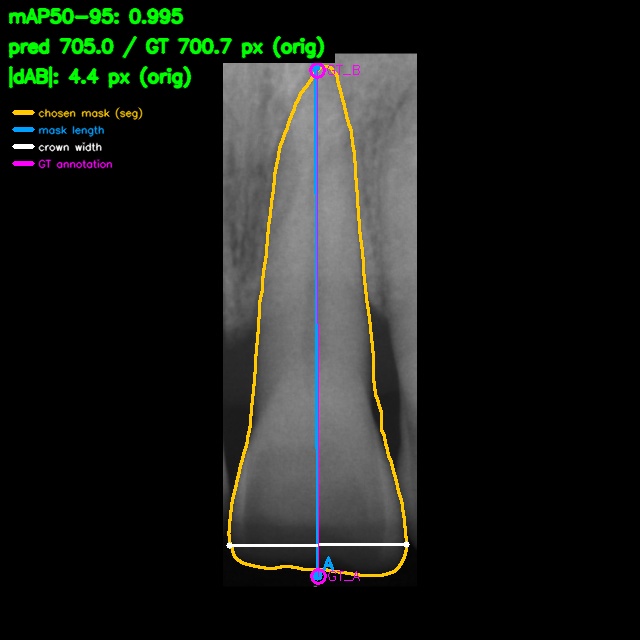 mAP50-95: 0.995
pred 705.0 / GT 700.7 px (orig)
|dAB|: 4.4 px (orig)
chosen mask (seg)
mask length
crown width
GT annotation
GT_B
A
GT_A